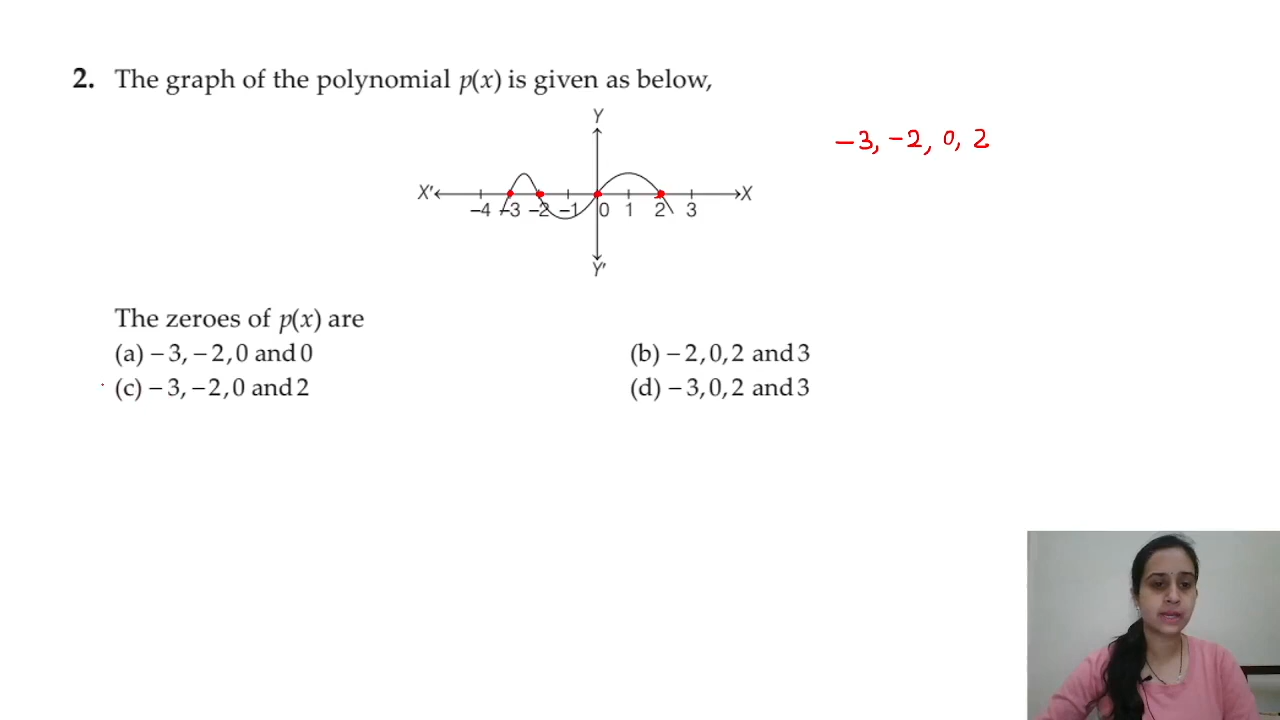 2. The graph of the polynomial p(x) is given as below,
−3, −2, 0, 2
Y
X′ X
−4 −3 −2 −1 0 1 2 3
Y′
The zeroes of p(x) are
(a) −3, −2, 0 and 0 (b) −2, 0, 2 and 3
(c) −3, −2, 0 and 2 (d) −3, 0, 2 and 3